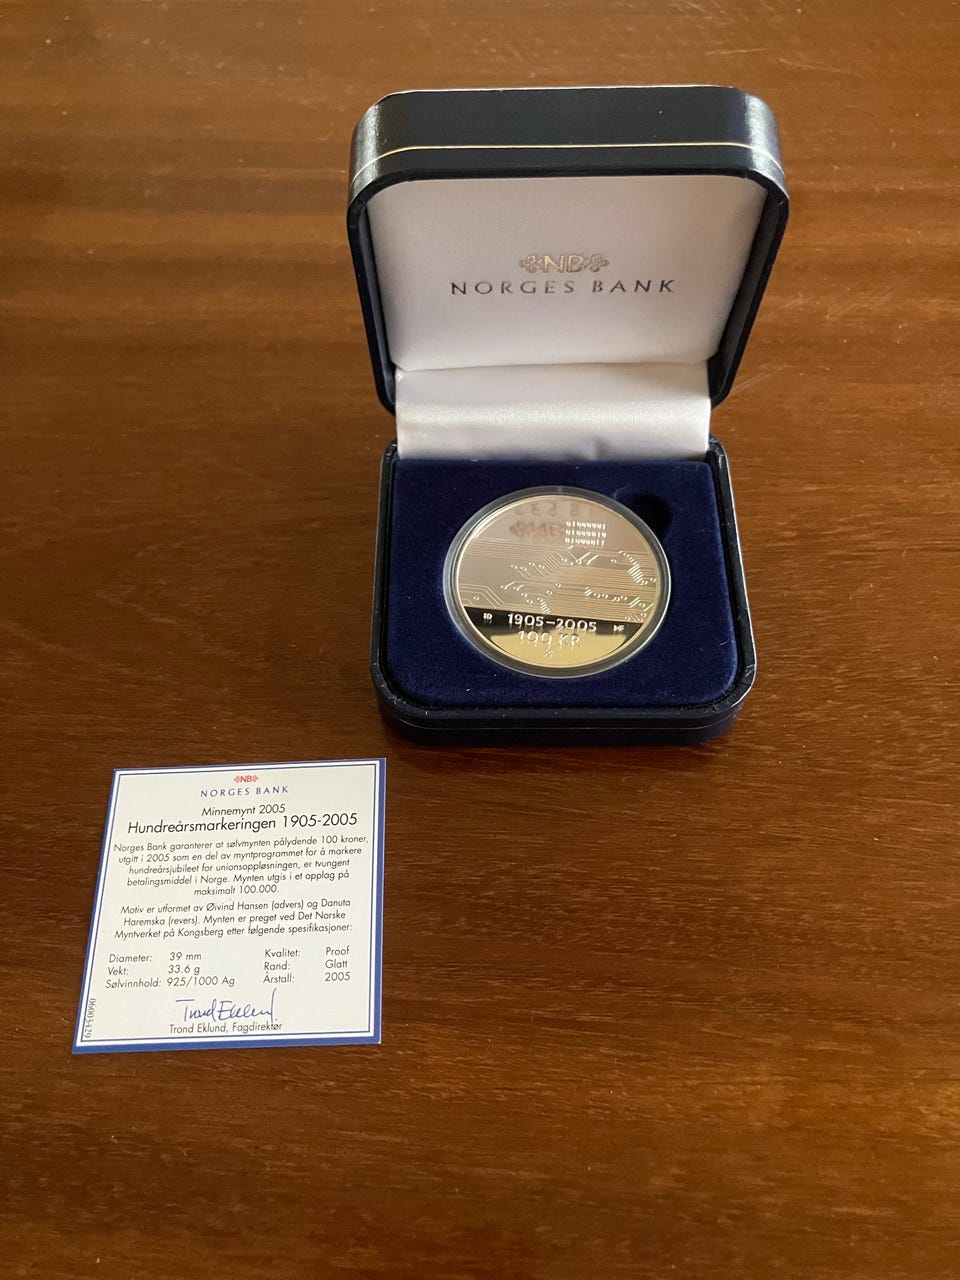 NB
NORGES BANK
1905-2005
100 KR
NB
NORGES BANK
Minnemynt 2005
Hundreårsmarkeringen 1905-2005
Norges Bank garanterer at sølvmynten pålydende 100 kroner,
utgitt i 2005 som en del av myntprogrammet for å markere
hundreårsjubileet for unionsoppløsningen, er tvungent
betalingsmiddel i Norge. Mynten utgis i et opplag på
maksimalt 100.000.
Motiv er utformet av Øivind Hansen (advers) og Danuta
Haremska (revers). Mynten er preget ved Det Norske
Myntverket på Kongsberg etter følgende spesifikasjoner:
Diameter: 39 mm Kvalitet: Proof
Vekt: 33.6 g Rand: Glatt
Sølvinnhold: 925/1000 Ag Årstall: 2005
Trond Eklund
Trond Eklund, Fagdirektør